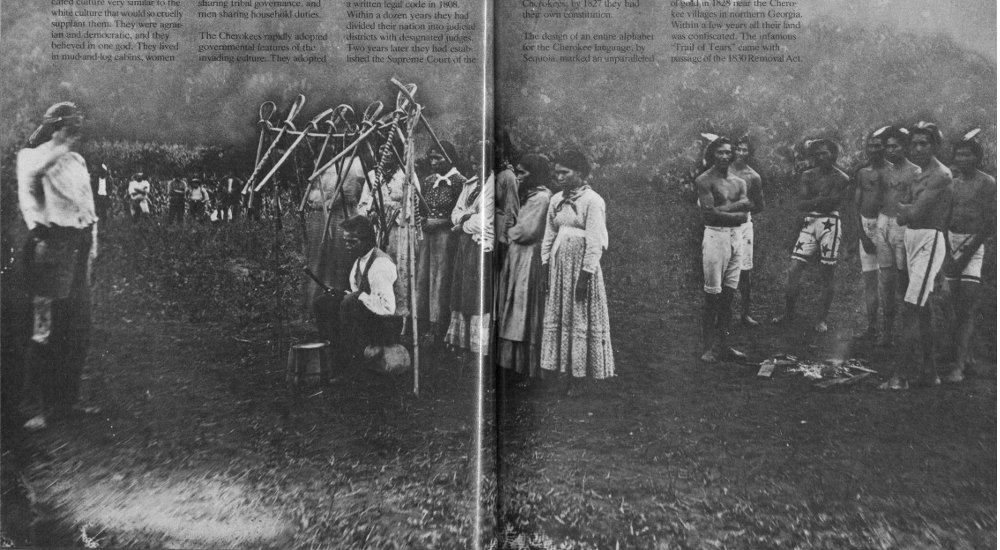 cated culture very similar to the
white culture that would so cruelly
supplant them. They were agrar-
ian and democratic, and they
believed in one god. They lived
in mud-and-log cabins, women
sharing tribal governance, and
men sharing household duties.
The Cherokees rapidly adopted
governmental features of the
invading culture. They adopted
a written legal code in 1808.
Within a dozen years they had
divided their nation into judicial
districts with designated judges.
Two years later they had estab-
lished the Supreme Court of the
Cherokees; by 1827 they had
their own constitution.
The design of an entire alphabet
for the Cherokee language, by
Sequoia, marked an unparalleled
of gold in 1828 near the Chero-
kee villages in northern Georgia.
Within a few years all their land
was confiscated. The infamous
"Trail of Tears" came with
passage of the 1830 Removal Act.